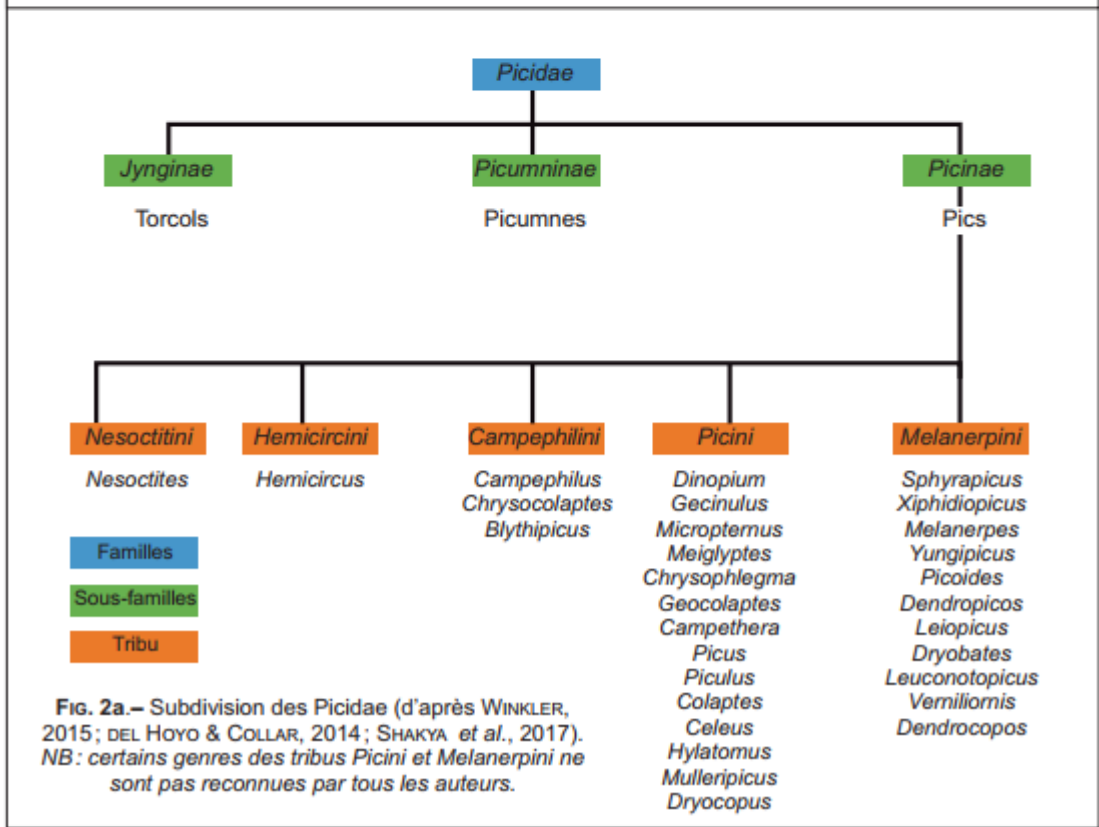 Picidae
Jynginae
Picumninae
Picinae
Torcols
Picumnes
Pics
Nesoctitini
Hemicircini
Campephilini
Picini
Melanerpini
Nesoctites
Hemicircus
Campephilus
Chrysocolaptes
Blythipicus
Dinopium
Gecinulus
Micropternus
Meiglyptes
Chrysophlegma
Geocolaptes
Campethera
Picus
Piculus
Colaptes
Celeus
Hylatomus
Mulleripicus
Dryocopus
Sphyrapicus
Xiphidiopicus
Melanerpes
Yungipicus
Picoides
Dendropicos
Leiopicus
Dryobates
Leuconotopicus
Verniliornis
Dendrocopos
Familles
Sous-familles
Tribu
FIG. 2a.– Subdivision des Picidae (d'après WINKLER,
2015 ; DEL HOYO & COLLAR, 2014 ; SHAKYA et al., 2017).
NB : certains genres des tribus Picini et Melanerpini ne
sont pas reconnues par tous les auteurs.